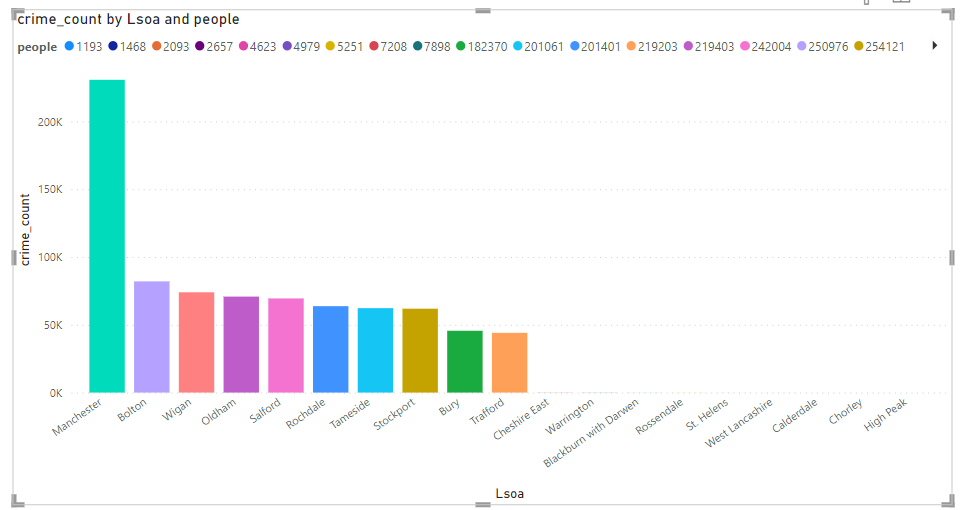 crime_count by Lsoa and people
people 1193 1468 2093 2657 4623 4979 5251 7208 7898 182370 201061 201401 219203 219403 242004 250976 254121
200K
150K
100K
50K
0K
crime_count
Manchester
Bolton
Wigan
Oldham
Salford
Rochdale
Tameside
Stockport
Bury
Trafford
Cheshire East
Warrington
Blackburn with Darwen
Rossendale
St. Helens
West Lancashire
Calderdale
Chorley
High Peak
Lsoa